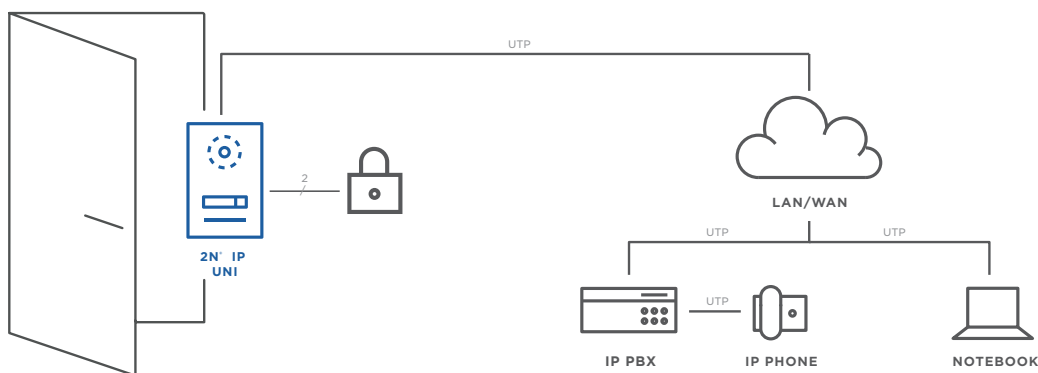 UTP
2
2N° IP
UNI
LAN/WAN
UTP
UTP
UTP
IP PBX
IP PHONE
NOTEBOOK